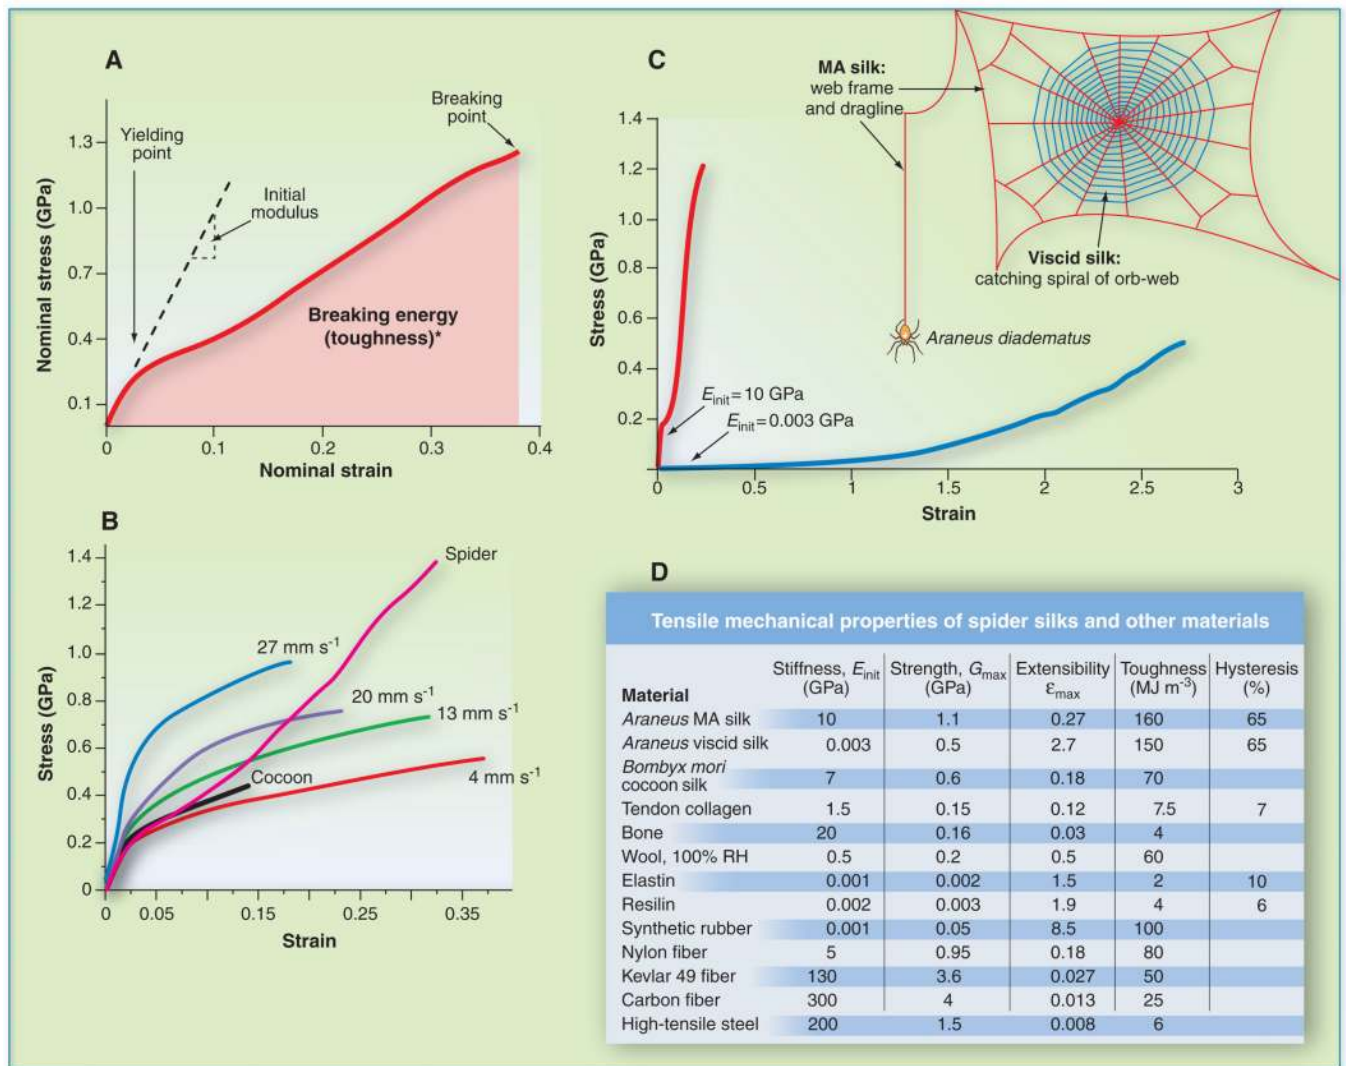 A
Nominal stress (GPa)
1.3
1.0
0.7
0.4
0.1
Yielding
point
Initial
modulus
Breaking
point
Breaking energy
(toughness)*
0
0.1
0.2
0.3
0.4
Nominal strain
B
Stress (GPa)
1.4
1.2
1.0
0.8
0.6
0.4
0.2
0
Spider
27 mm s⁻¹
20 mm s⁻¹
13 mm s⁻¹
Cocoon
4 mm s⁻¹
0
0.05
0.15
0.25
0.35
Strain
C
MA silk:
web frame
and dragline
Viscid silk:
catching spiral of orb-web
Araneus diadematus
Stress (GPa)
1.4
1.2
1.0
0.8
0.6
0.4
0.2
E init = 10 GPa
E init = 0.003 GPa
0
0.5
1
1.5
2
2.5
3
Strain
D
Tensile mechanical properties of spider silks and other materials
Material | Stiffness, E init (GPa) | Strength, G max (GPa) | Extensibility ε max | Toughness (MJ m⁻³) | Hysteresis (%)
Araneus MA silk 10 1.1 0.27 160 65
Araneus viscid silk 0.003 0.5 2.7 150 65
Bombyx mori
cocoon silk 7 0.6 0.18 70
Tendon collagen 1.5 0.15 0.12 7.5 7
Bone 20 0.16 0.03 4
Wool, 100% RH 0.5 0.2 0.5 60
Elastin 0.001 0.002 1.5 2 10
Resilin 0.002 0.003 1.9 4 6
Synthetic rubber 0.001 0.05 8.5 100
Nylon fiber 5 0.95 0.18 80
Kevlar 49 fiber 130 3.6 0.027 50
Carbon fiber 300 4 0.013 25
High-tensile steel 200 1.5 0.008 6